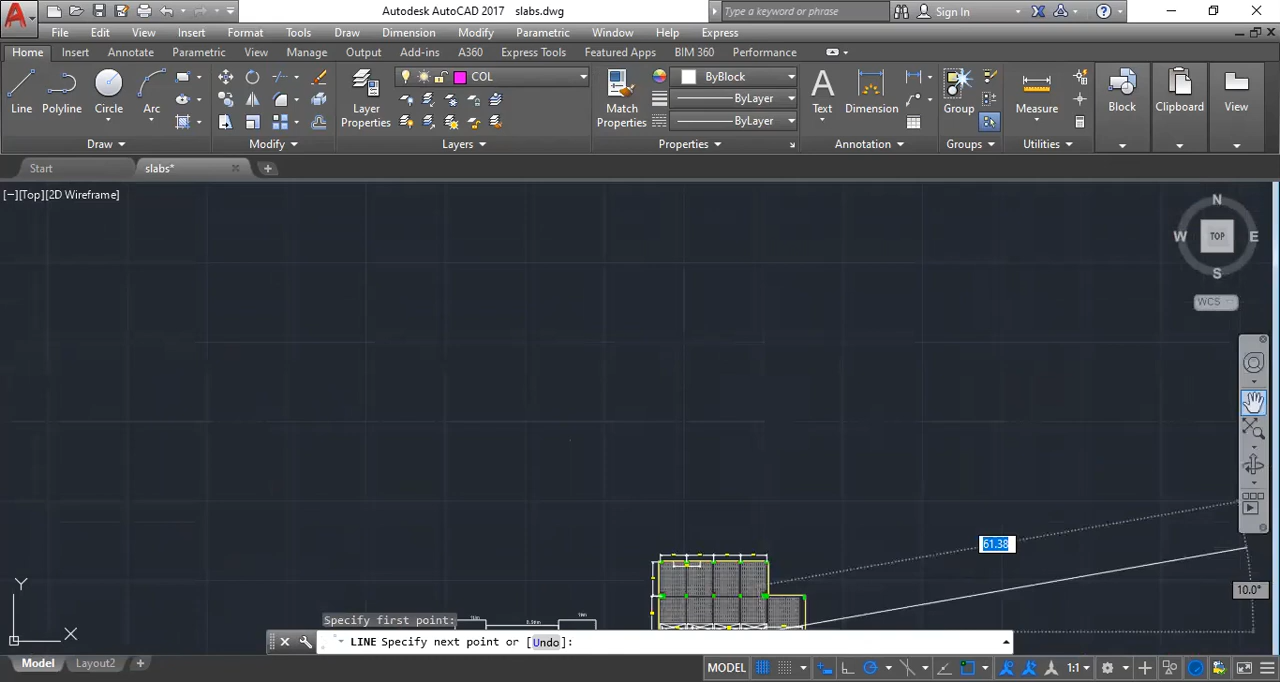 Autodesk AutoCAD 2017 slabs.dwg
Type a keyword or phrase
Sign In
File Edit View Insert Format Tools Draw Dimension Modify Parametric Window Help Express
Home Insert Annotate Parametric View Manage Output Add-ins A360 Express Tools Featured Apps BIM 360 Performance
COL
ByBlock
ByLayer
ByLayer
Line Polyline Circle Arc
Layer Properties
Match Properties
Text Dimension
Group
Measure
Block
Clipboard
View
Draw Modify Layers Properties Annotation Groups Utilities
Start slabs*
[−][Top][2D Wireframe]
N
W TOP E
S
WCS
61.38
10.0°
Y
X
Specify first point:
LINE Specify next point or [Undo]:
Model Layout2
MODEL 1:1